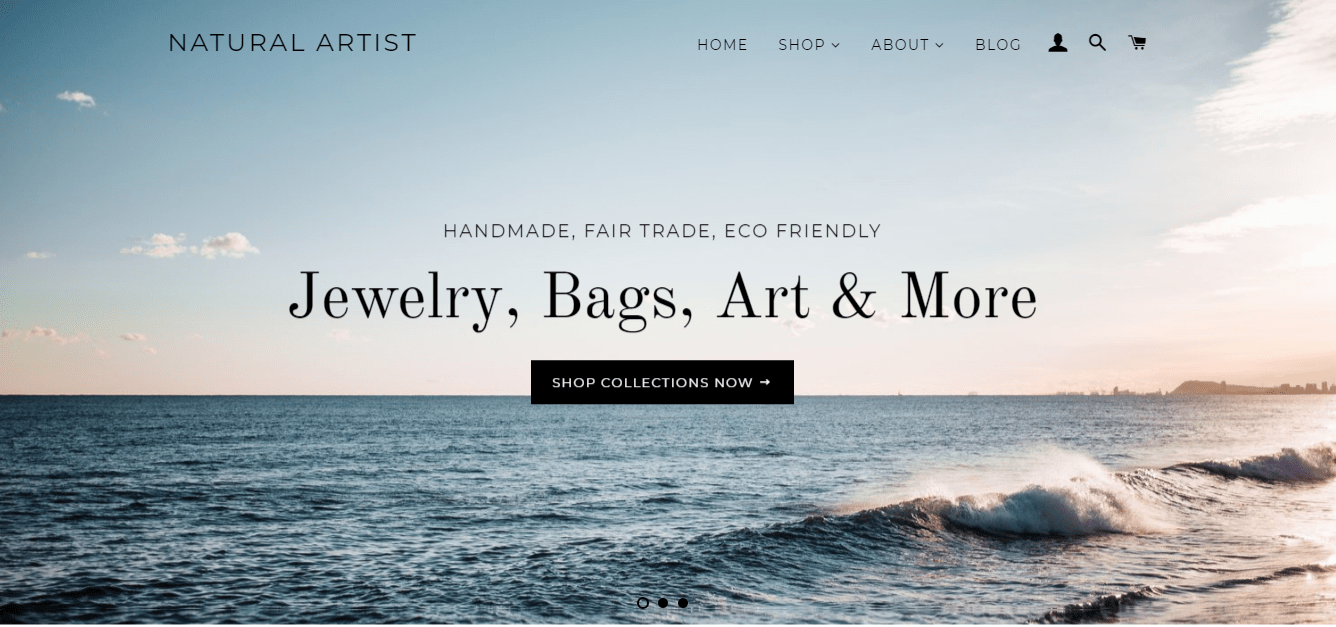 NATURAL ARTIST
HOME SHOP ABOUT BLOG
HANDMADE, FAIR TRADE, ECO FRIENDLY
Jewelry, Bags, Art & More
SHOP COLLECTIONS NOW →